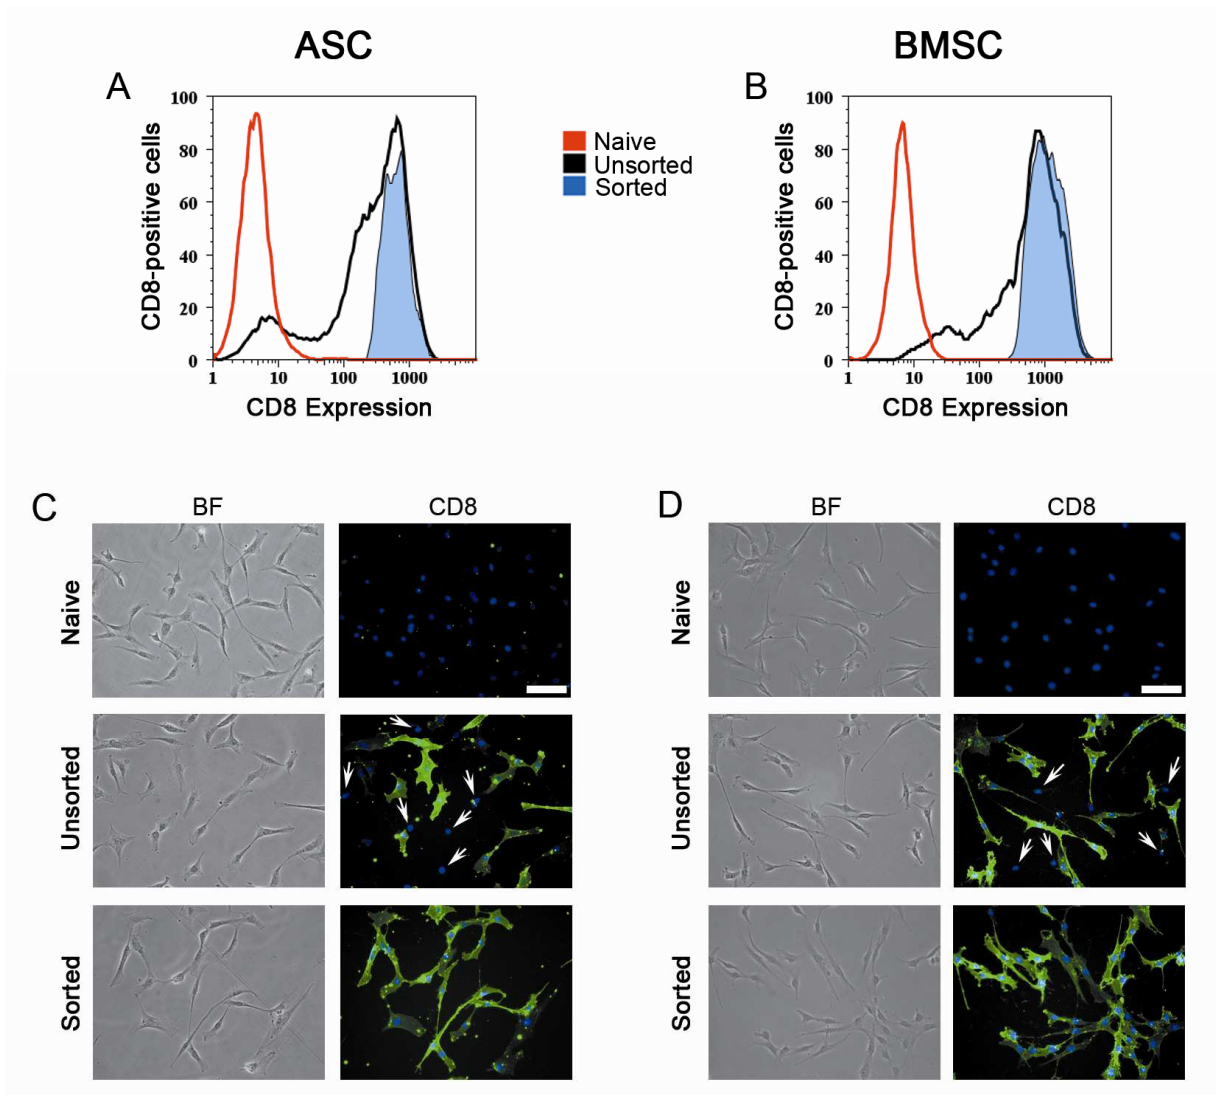 ASC
BMSC
A
B
100
80
60
40
20
0
CD8-positive cells
1
10
100
1000
CD8 Expression
Naive
Unsorted
Sorted
100
80
60
40
20
0
CD8-positive cells
1
10
100
1000
CD8 Expression
C
BF
CD8
Naive
Unsorted
Sorted
D
BF
CD8
Naive
Unsorted
Sorted